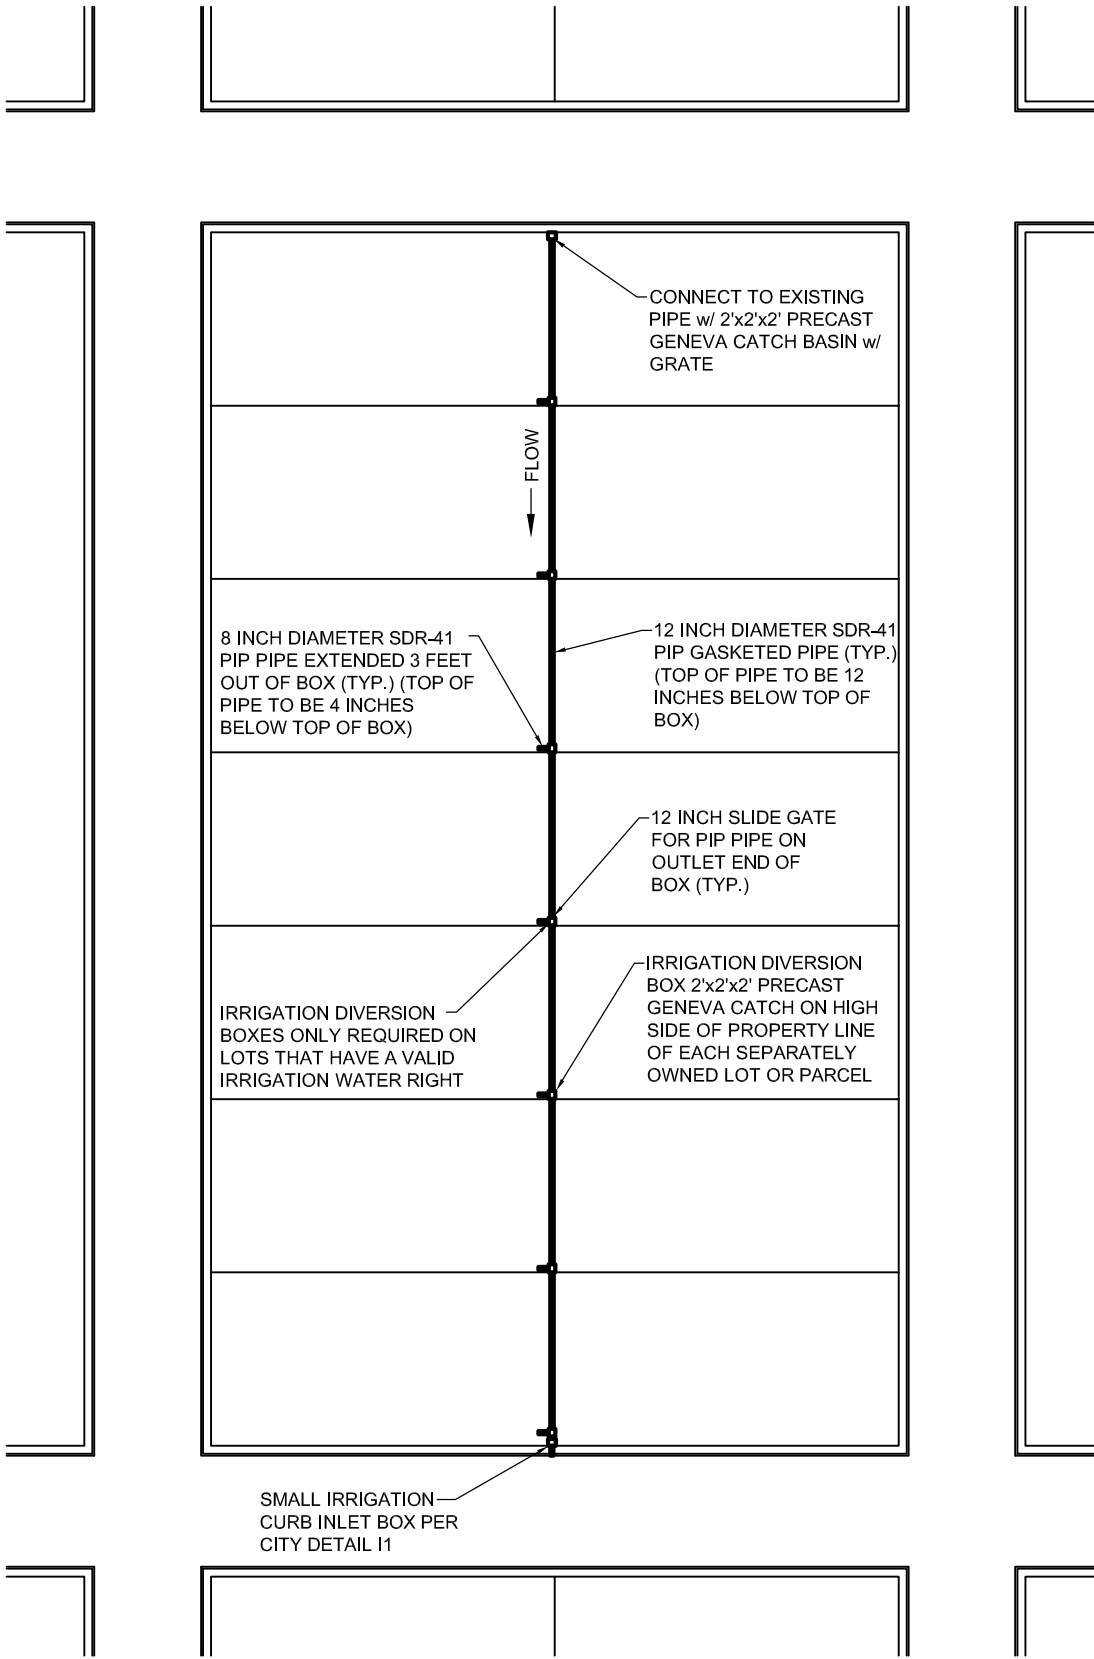 CONNECT TO EXISTING
PIPE w/ 2'x2'x2' PRECAST
GENEVA CATCH BASIN w/
GRATE
FLOW
8 INCH DIAMETER SDR-41
PIP PIPE EXTENDED 3 FEET
OUT OF BOX (TYP.) (TOP OF
PIPE TO BE 4 INCHES
BELOW TOP OF BOX)
12 INCH DIAMETER SDR-41
PIP GASKETED PIPE (TYP.)
(TOP OF PIPE TO BE 12
INCHES BELOW TOP OF
BOX)
12 INCH SLIDE GATE
FOR PIP PIPE ON
OUTLET END OF
BOX (TYP.)
IRRIGATION DIVERSION
BOXES ONLY REQUIRED ON
LOTS THAT HAVE A VALID
IRRIGATION WATER RIGHT
IRRIGATION DIVERSION
BOX 2'x2'x2' PRECAST
GENEVA CATCH ON HIGH
SIDE OF PROPERTY LINE
OF EACH SEPARATELY
OWNED LOT OR PARCEL
SMALL IRRIGATION
CURB INLET BOX PER
CITY DETAIL I1